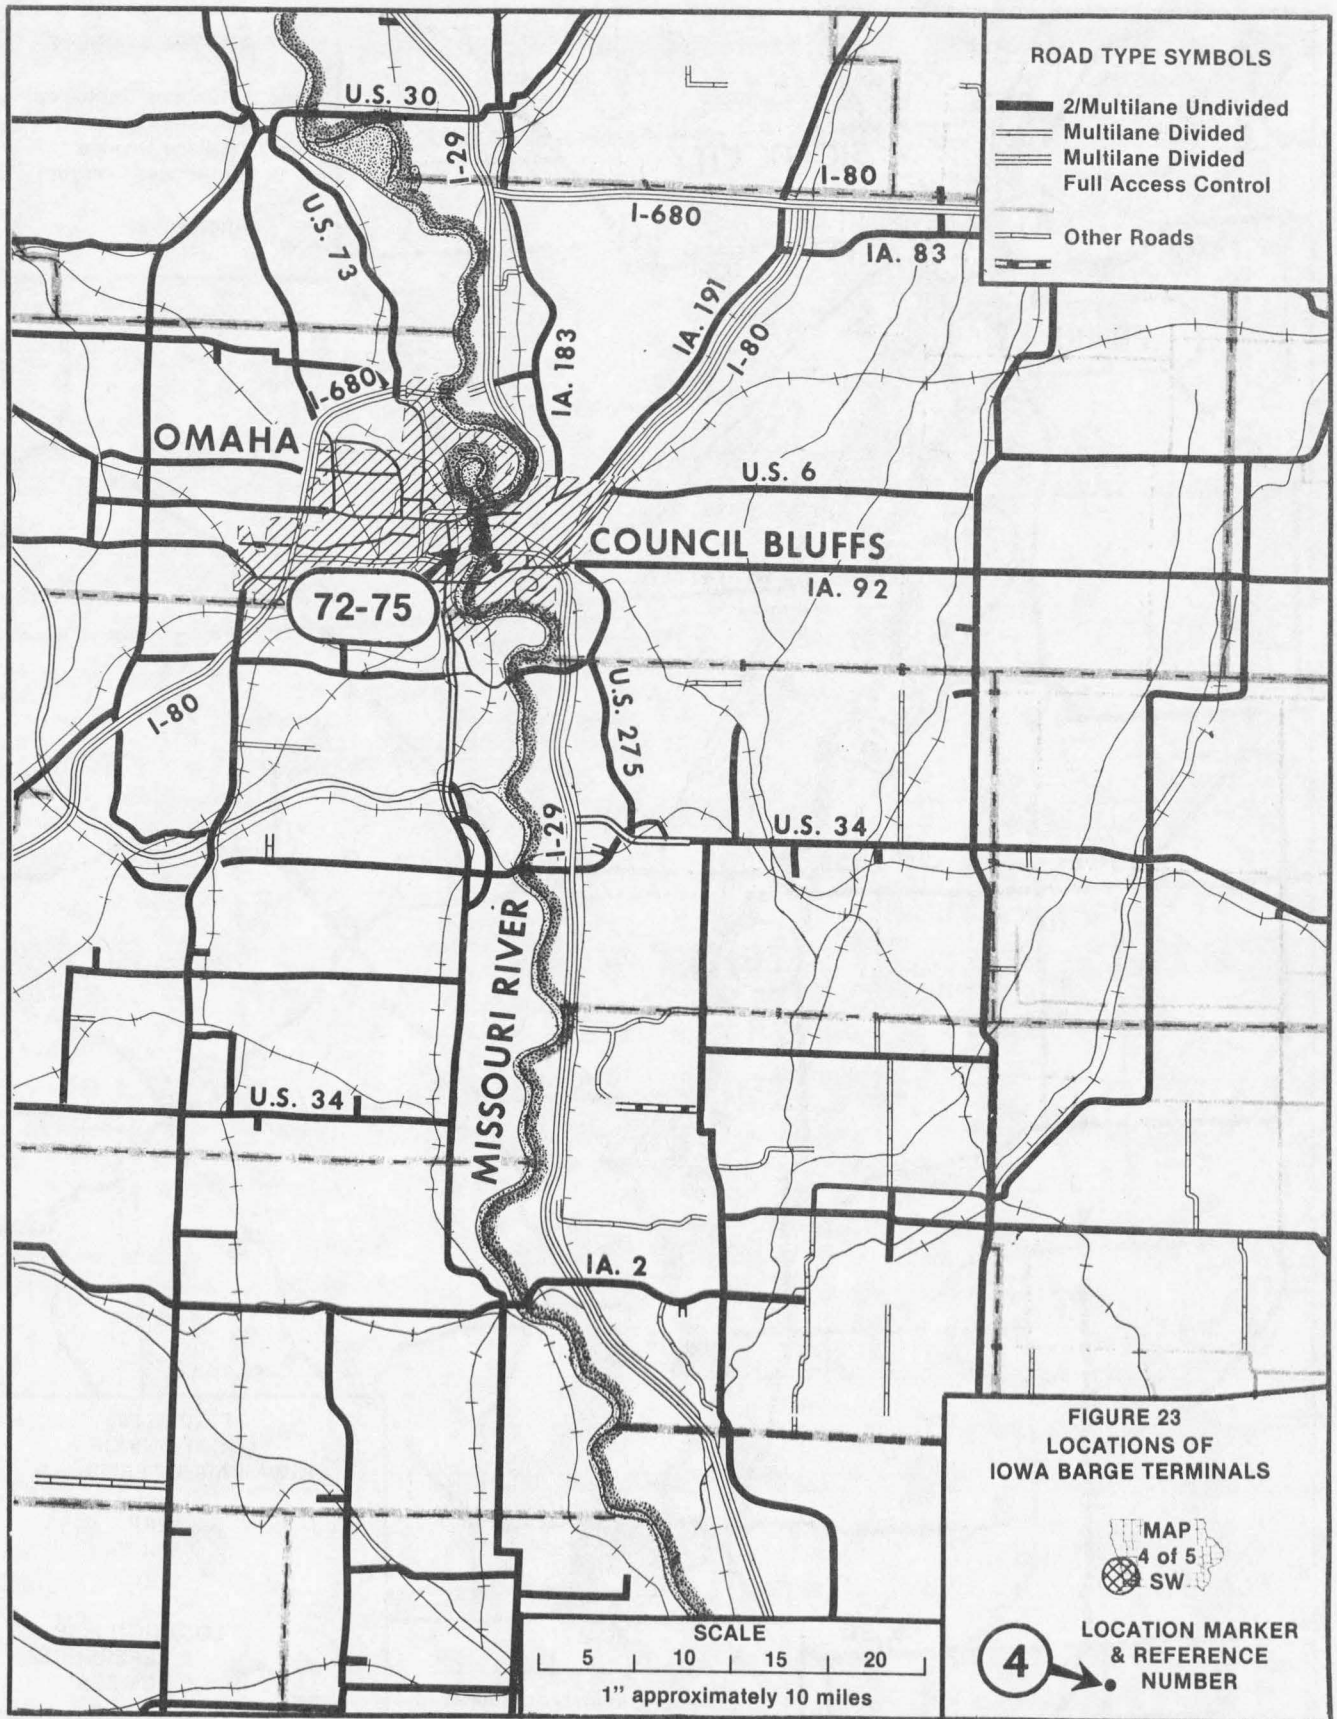 ROAD TYPE SYMBOLS
2/Multilane Undivided
Multilane Divided
Multilane Divided
Full Access Control
Other Roads
U.S. 30
I-29
I-80
I-680
U.S. 73
IA. 83
IA. 191
I-80
IA. 183
I-680
OMAHA
U.S. 6
COUNCIL BLUFFS
IA. 92
72-75
I-80
U.S. 275
I-29
U.S. 34
MISSOURI RIVER
U.S. 34
IA. 2
FIGURE 23
LOCATIONS OF
IOWA BARGE TERMINALS
MAP
4 of 5
SW
LOCATION MARKER
& REFERENCE
NUMBER
4
SCALE
5 10 15 20
1" approximately 10 miles